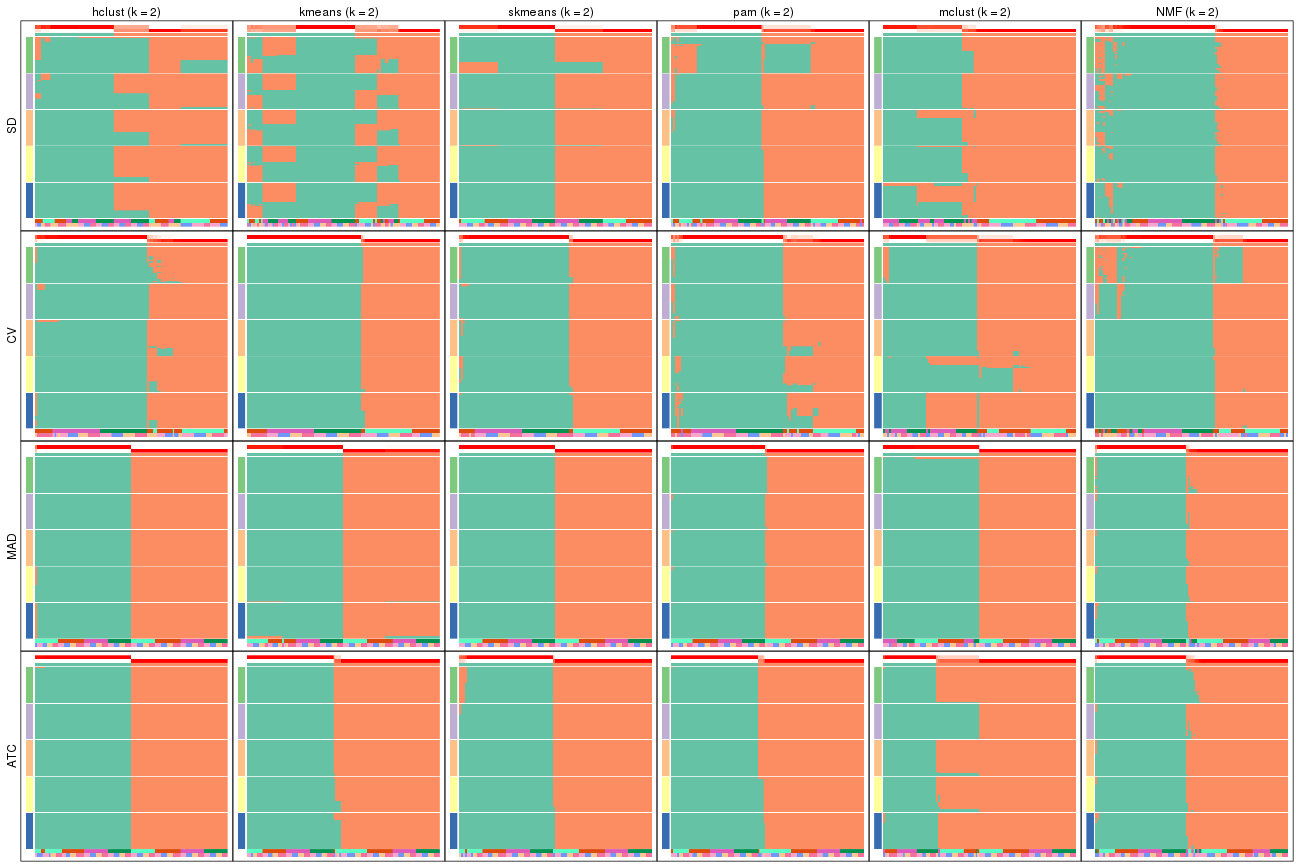 hclust (k = 2) kmeans (k = 2) skmeans (k = 2) pam (k = 2) mclust (k = 2) NMF (k = 2)
SD
CV
MAD
ATC